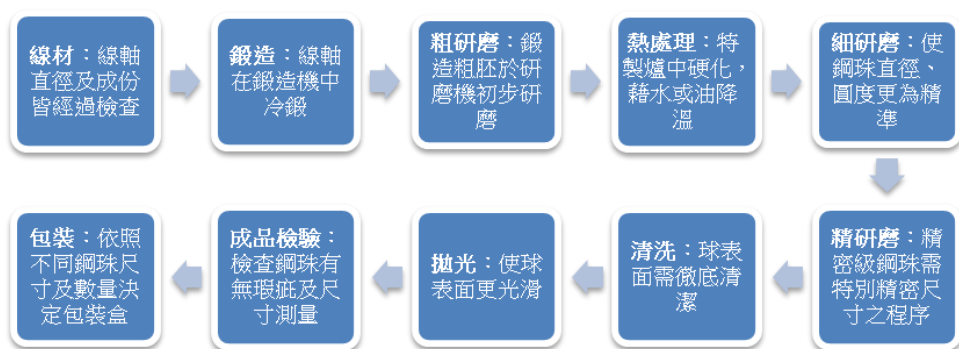 線材：線軸
直徑及成份
皆經過檢查
鍛造：線軸
在鍛造機中
冷鍛
粗研磨：鍛
造粗胚於研
磨機初步研
磨
熱處理：特
製爐中硬化，
藉水或油降
溫
細研磨：使
鋼珠直徑、
圓度更為精
準
精研磨：精
密級鋼珠需
特別精密尺
寸之程序
清洗：球表
面需徹底清
潔
拋光：使球
表面更光滑
成品檢驗：
檢查鋼珠有
無瑕疵及尺
寸測量
包裝：依照
不同鋼珠尺
寸及數量決
定包裝盒